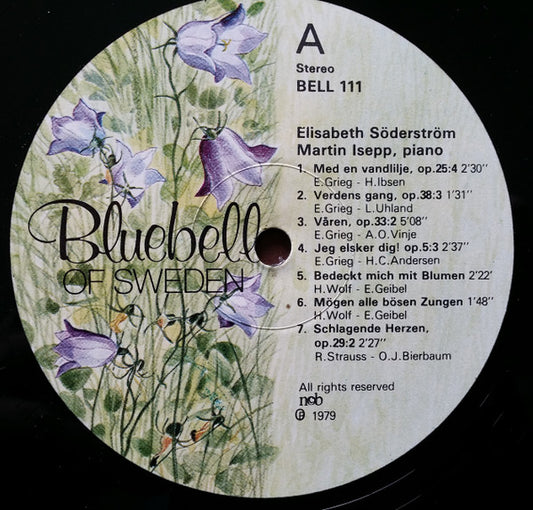 A
Stereo
BELL 111
Elisabeth Söderström
Martin Isepp, piano
1. Med en vandlilje, op.25:4 2'30''
E.Grieg - H.Ibsen
2. Verdens gang, op.38:3 1'31''
E.Grieg - L.Uhland
3. Våren, op.33:2 5'08''
E.Grieg - A.O.Vinje
4. Jeg elsker dig! op.5:3 2'37''
E.Grieg - H.C.Andersen
5. Bedeckt mich mit Blumen 2'22'
H.Wolf - E.Geibel
6. Mögen alle bösen Zungen 1'48''
H.Wolf - E.Geibel
7. Schlagende Herzen,
op.29:2 2'27''
R.Strauss - O.J.Bierbaum
Bluebell
OF SWEDEN
All rights reserved
ncb
℗ 1979